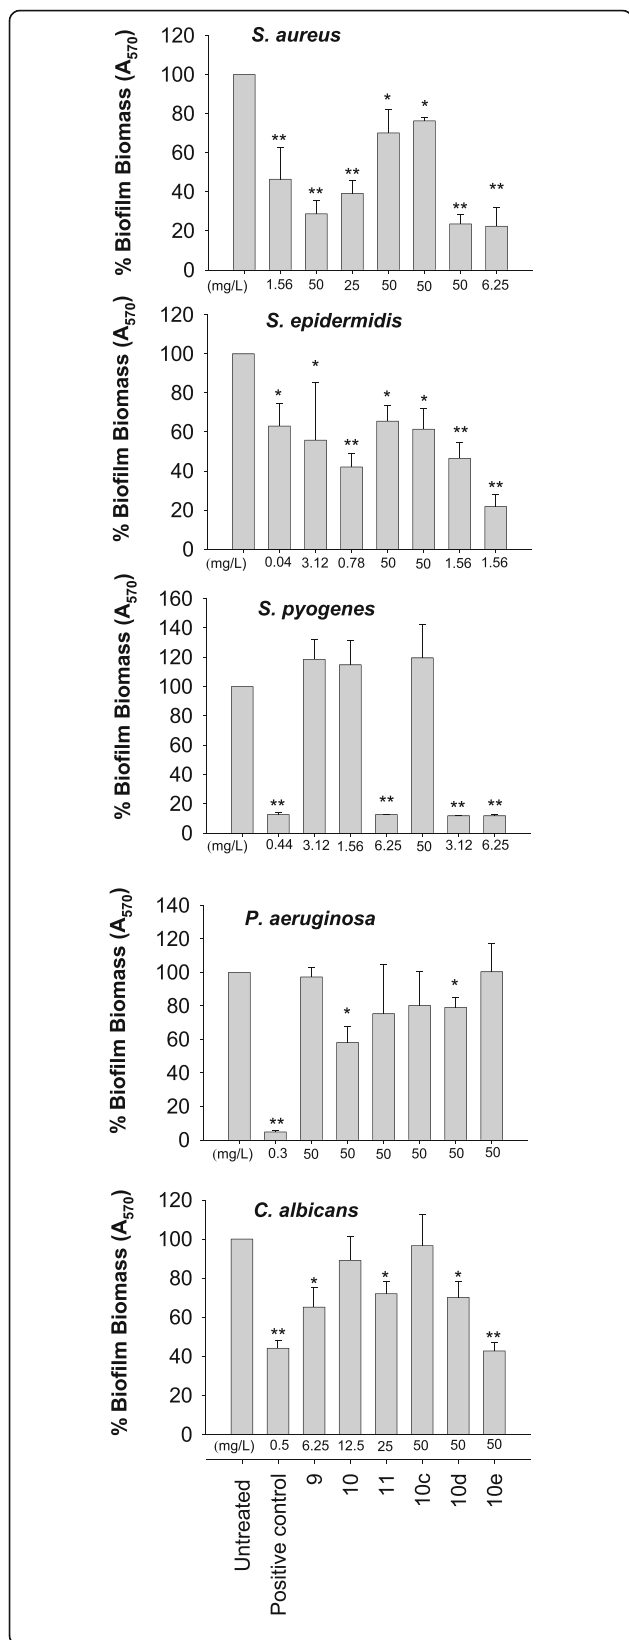 S. aureus
% Biofilm Biomass (A570)
120
100
80
60
40
20
0
** ** ** * * ** **
(mg/L) 1.56 50 25 50 50 50 6.25
S. epidermidis
% Biofilm Biomass (A570)
120
100
80
60
40
20
0
* * ** * * ** **
(mg/L) 0.04 3.12 0.78 50 50 1.56 1.56
S. pyogenes
% Biofilm Biomass (A570)
160
140
120
100
80
60
40
20
0
** ** ** **
(mg/L) 0.44 3.12 1.56 6.25 50 3.12 6.25
P. aeruginosa
% Biofilm Biomass (A570)
140
120
100
80
60
40
20
0
** * *
(mg/L) 0.3 50 50 50 50 50 50
C. albicans
% Biofilm Biomass (A570)
120
100
80
60
40
20
0
** * * * **
(mg/L) 0.5 6.25 12.5 25 50 50 50
Untreated
Positive control
9
10
11
10c
10d
10e